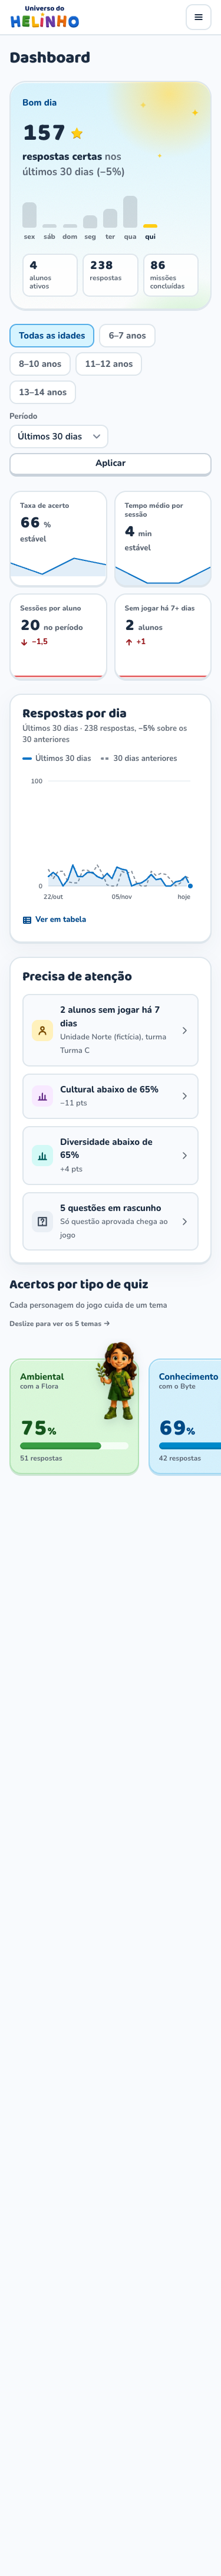 Universo do
HELINHO
Dashboard
Bom dia
157
respostas certas nos
últimos 30 dias (−5%)
sex sáb dom seg ter qua qui
4 238 86
alunos ativos respostas missões concluídas
Todas as idades 6–7 anos
8–10 anos 11–12 anos
13–14 anos
Período
Últimos 30 dias
Aplicar
Taxa de acerto
66 %
estável
Tempo médio por
sessão
4 min
estável
Sessões por aluno
20 no período
−1,5
Sem jogar há 7+ dias
2 alunos
+1
Respostas por dia
Últimos 30 dias · 238 respostas, −5% sobre os
30 anteriores
Últimos 30 dias 30 dias anteriores
100
0
22/out 05/nov hoje
Ver em tabela
Precisa de atenção
2 alunos sem jogar há 7
dias
Unidade Norte (fictícia), turma
Turma C
Cultural abaixo de 65%
−11 pts
Diversidade abaixo de
65%
+4 pts
5 questões em rascunho
Só questão aprovada chega ao
jogo
Acertos por tipo de quiz
Cada personagem do jogo cuida de um tema
Deslize para ver os 5 temas →
Ambiental
com a Flora
75%
51 respostas
Conhecimento
com o Byte
69%
42 respostas